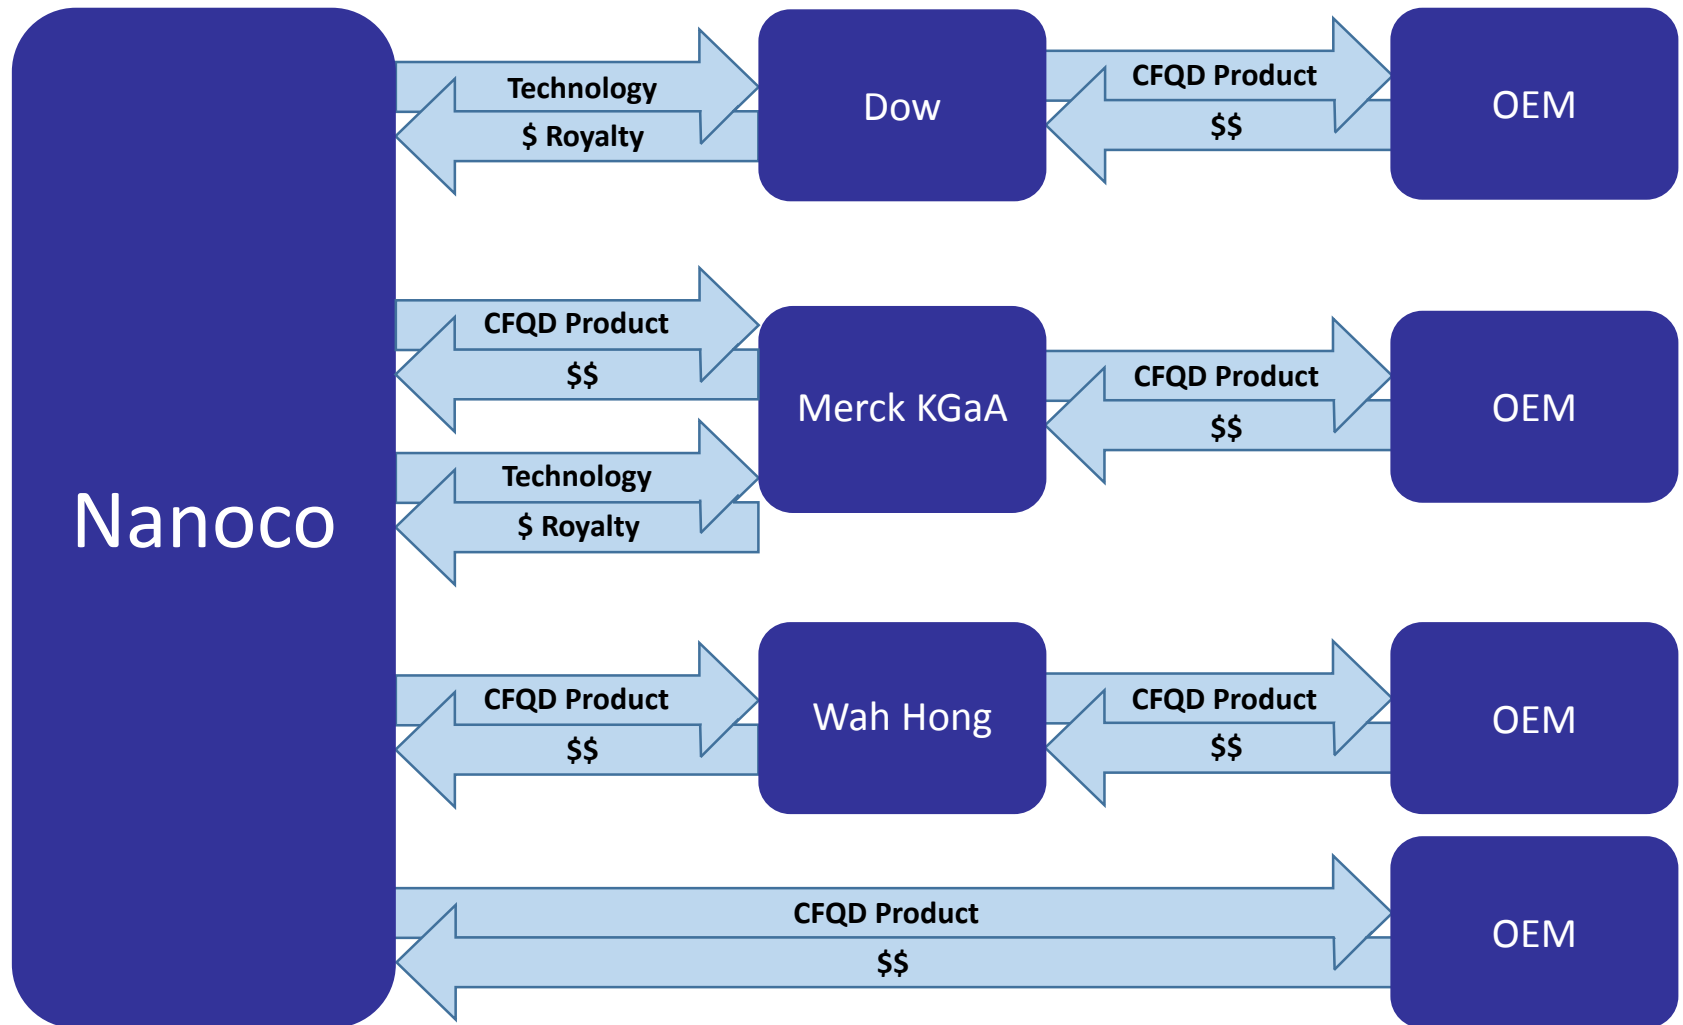 Nanoco
Technology
$ Royalty
Dow
CFQD Product
$$
OEM
CFQD Product
$$
Technology
$ Royalty
Merck KGaA
CFQD Product
$$
OEM
CFQD Product
$$
Wah Hong
CFQD Product
$$
OEM
CFQD Product
$$
OEM